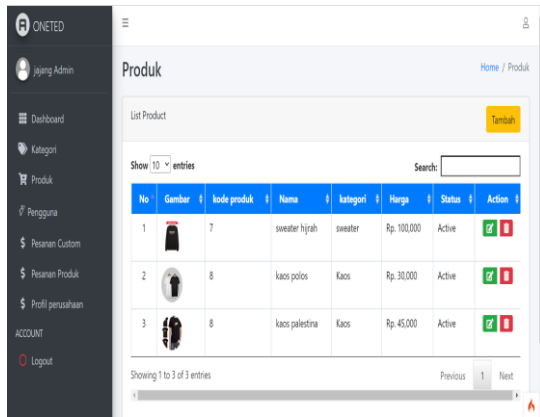 ONETED
jajang Admin
Dashboard
Kategori
Produk
Pengguna
Pesanan Custom
Pesanan Produk
Profil perusahaan
ACCOUNT
Logout
Produk
Home / Produk
List Product
Tambah
Show 10 entries
Search:
No Gambar kode produk Nama kategori Harga Status Action
1 7 sweater hijrah sweater Rp. 100,000 Active
2 8 kaos polos Kaos Rp. 30,000 Active
3 8 kaos palestina Kaos Rp. 45,000 Active
Showing 1 to 3 of 3 entries
Previous 1 Next